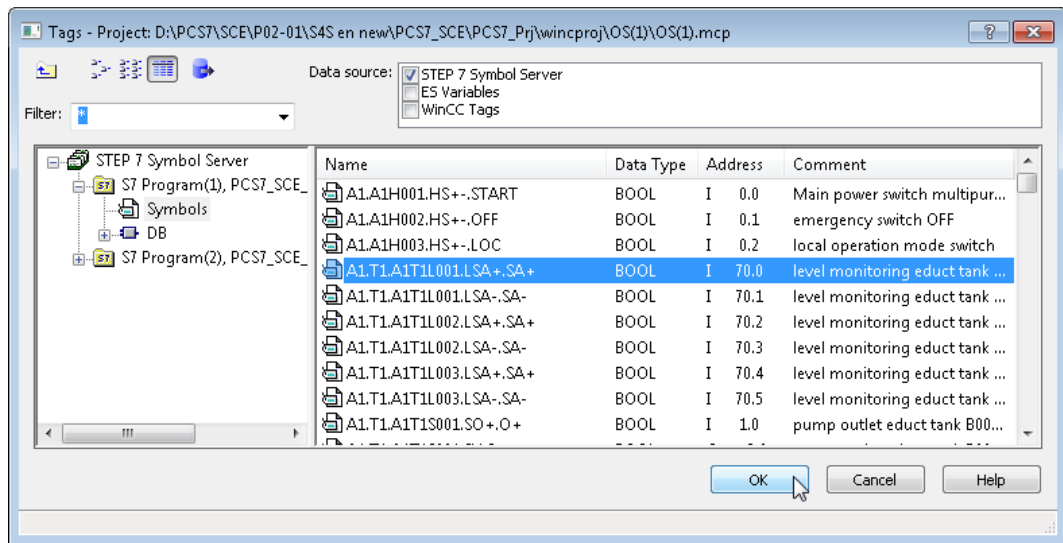 Tags - Project: D:\PCS7\SCE\P02-01\S4S en new\PCS7_SCE\PCS7_Prj\wincproj\OS(1)\OS(1).mcp
Data source:
STEP 7 Symbol Server
ES Variables
WinCC Tags
Filter: *
STEP 7 Symbol Server
S7 Program(1), PCS7_SCE_
Symbols
DB
S7 Program(2), PCS7_SCE_
Name Data Type Address Comment
A1.A1H001.HS+-.START BOOL I 0.0 Main power switch multipur...
A1.A1H002.HS+-.OFF BOOL I 0.1 emergency switch OFF
A1.A1H003.HS+-.LOC BOOL I 0.2 local operation mode switch
A1.T1.A1T1L001.LSA+.SA+ BOOL I 70.0 level monitoring educt tank ...
A1.T1.A1T1L001.LSA-.SA- BOOL I 70.1 level monitoring educt tank ...
A1.T1.A1T1L002.LSA+.SA+ BOOL I 70.2 level monitoring educt tank ...
A1.T1.A1T1L002.LSA-.SA- BOOL I 70.3 level monitoring educt tank ...
A1.T1.A1T1L003.LSA+.SA+ BOOL I 70.4 level monitoring educt tank ...
A1.T1.A1T1L003.LSA-.SA- BOOL I 70.5 level monitoring educt tank ...
A1.T1.A1T1S001.SO+.O+ BOOL I 1.0 pump outlet educt tank B00...
OK Cancel Help